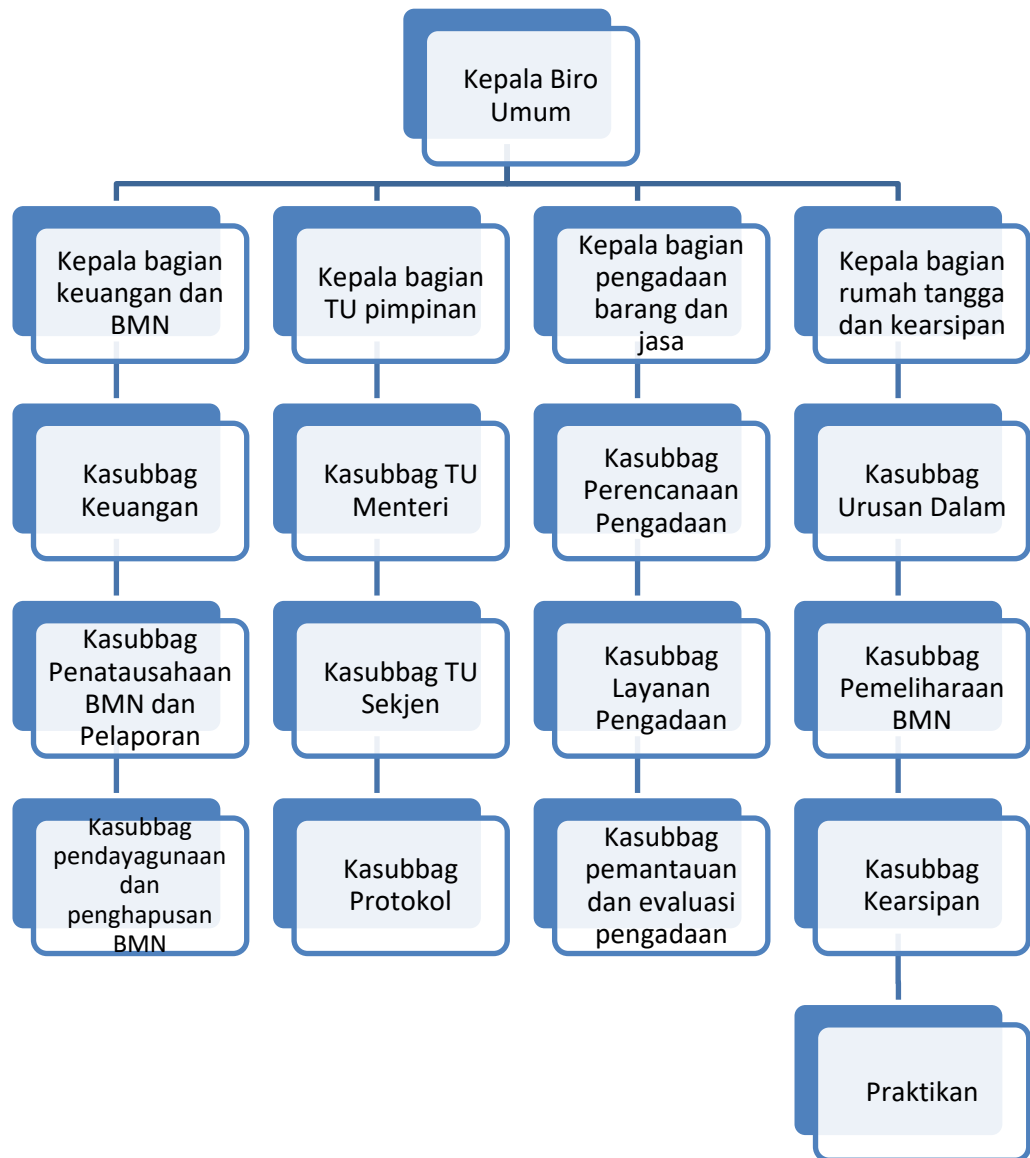 Kepala Biro
Umum
Kepala bagian
keuangan dan
BMN
Kepala bagian
TU pimpinan
Kepala bagian
pengadaan
barang dan
jasa
Kepala bagian
rumah tangga
dan kearsipan
Kasubbag
Keuangan
Kasubbag TU
Menteri
Kasubbag
Perencanaan
Pengadaan
Kasubbag
Urusan Dalam
Kasubbag
Penatausahaan
BMN dan
Pelaporan
Kasubbag TU
Sekjen
Kasubbag
Layanan
Pengadaan
Kasubbag
Pemeliharaan
BMN
Kasubbag
pendayagunaan
dan
penghapusan
BMN
Kasubbag
Protokol
Kasubbag
pemantauan
dan evaluasi
pengadaan
Kasubbag
Kearsipan
Praktikan